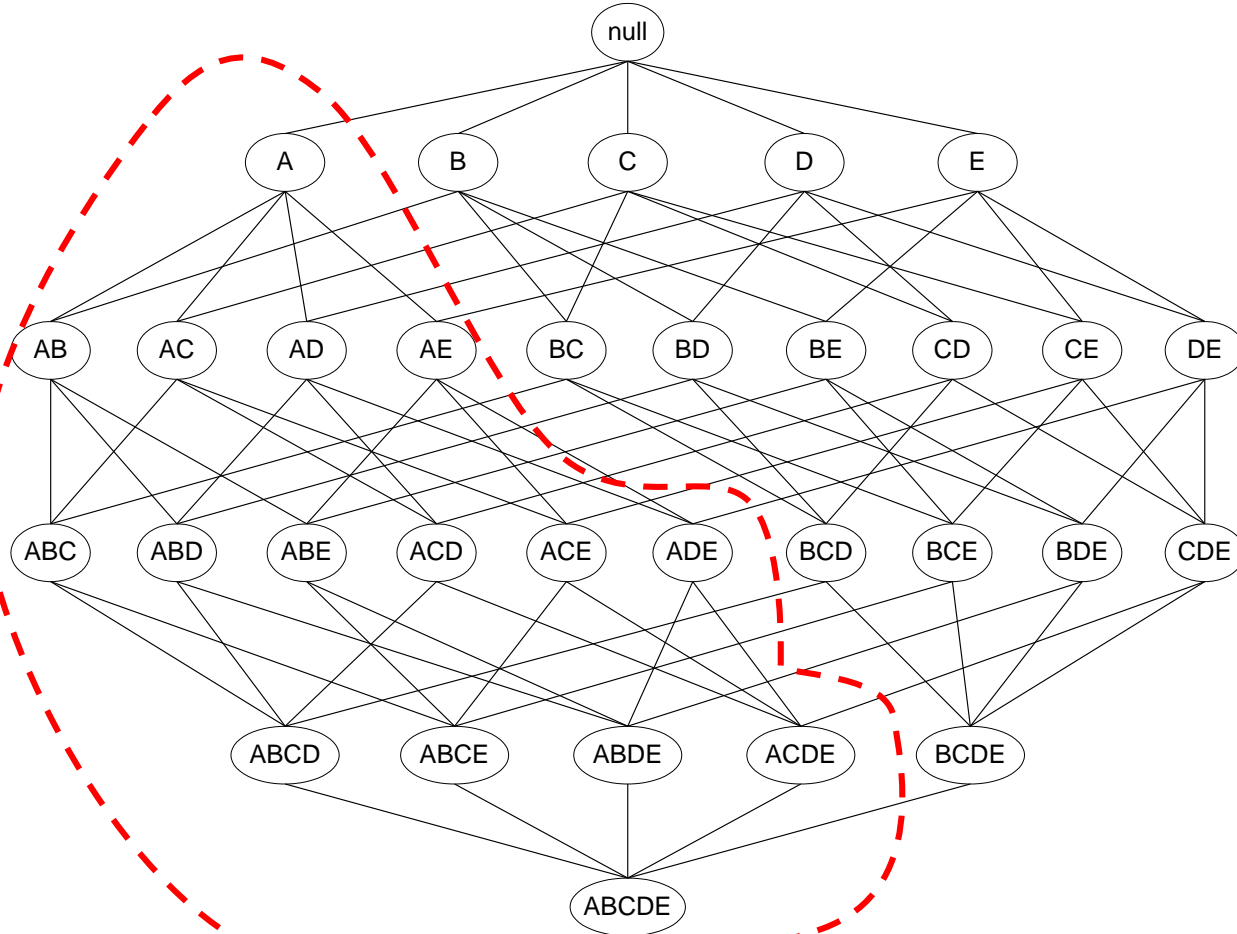 null
A B C D E
AB AC AD AE BC BD BE CD CE DE
ABC ABD ABE ACD ACE ADE BCD BCE BDE CDE
ABCD ABCE ABDE ACDE BCDE
ABCDE